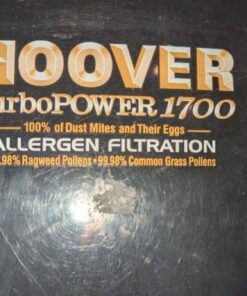 HOOVER
urboPOWER 1700
100% of Dust Mites and Their Eggs
ALLERGEN FILTRATION
.98% Ragweed Pollens • 99.98% Common Grass Pollens